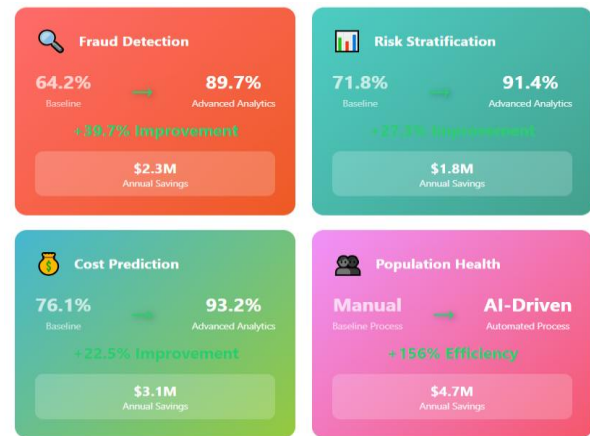 Fraud Detection
64.2% → 89.7%
Baseline Advanced Analytics
+39.7% Improvement
$2.3M
Annual Savings
Risk Stratification
71.8% → 91.4%
Baseline Advanced Analytics
Improvement
$1.8M
Annual Savings
Cost Prediction
76.1% → 93.2%
Baseline Advanced Analytics
+22.5% Improvement
$3.1M
Annual Savings
Population Health
Manual → AI-Driven
Baseline Process Automated Process
+156% Efficiency
$4.7M
Annual Savings